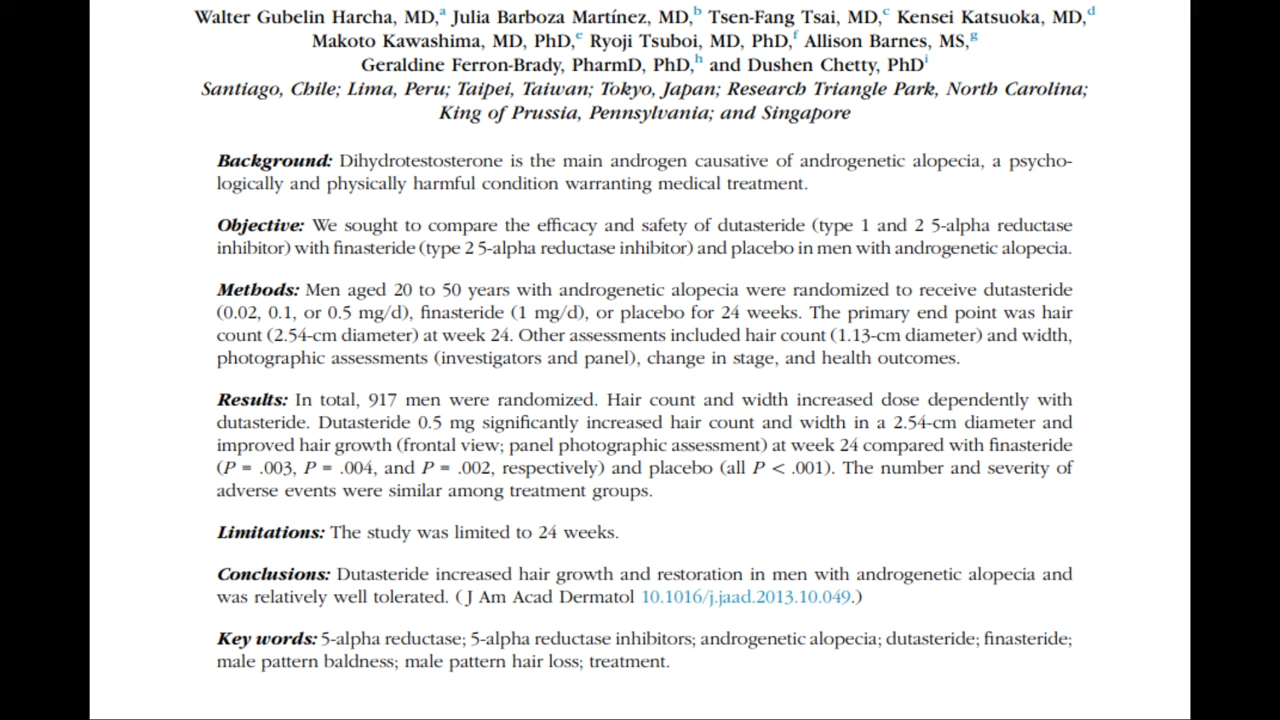 Walter Gubelin Harcha, MD,a Julia Barboza Martínez, MD,b Tsen-Fang Tsai, MD,c Kensei Katsuoka, MD,d
Makoto Kawashima, MD, PhD,e Ryoji Tsuboi, MD, PhD,f Allison Barnes, MS,g
Geraldine Ferron-Brady, PharmD, PhD,h and Dushen Chetty, PhDi
Santiago, Chile; Lima, Peru; Taipei, Taiwan; Tokyo, Japan; Research Triangle Park, North Carolina;
King of Prussia, Pennsylvania; and Singapore
Background: Dihydrotestosterone is the main androgen causative of androgenetic alopecia, a psycho-
logically and physically harmful condition warranting medical treatment.
Objective: We sought to compare the efficacy and safety of dutasteride (type 1 and 2 5-alpha reductase
inhibitor) with finasteride (type 2 5-alpha reductase inhibitor) and placebo in men with androgenetic alopecia.
Methods: Men aged 20 to 50 years with androgenetic alopecia were randomized to receive dutasteride
(0.02, 0.1, or 0.5 mg/d), finasteride (1 mg/d), or placebo for 24 weeks. The primary end point was hair
count (2.54-cm diameter) at week 24. Other assessments included hair count (1.13-cm diameter) and width,
photographic assessments (investigators and panel), change in stage, and health outcomes.
Results: In total, 917 men were randomized. Hair count and width increased dose dependently with
dutasteride. Dutasteride 0.5 mg significantly increased hair count and width in a 2.54-cm diameter and
improved hair growth (frontal view; panel photographic assessment) at week 24 compared with finasteride
(P = .003, P = .004, and P = .002, respectively) and placebo (all P < .001). The number and severity of
adverse events were similar among treatment groups.
Limitations: The study was limited to 24 weeks.
Conclusions: Dutasteride increased hair growth and restoration in men with androgenetic alopecia and
was relatively well tolerated. ( J Am Acad Dermatol 10.1016/j.jaad.2013.10.049.)
Key words: 5-alpha reductase; 5-alpha reductase inhibitors; androgenetic alopecia; dutasteride; finasteride;
male pattern baldness; male pattern hair loss; treatment.